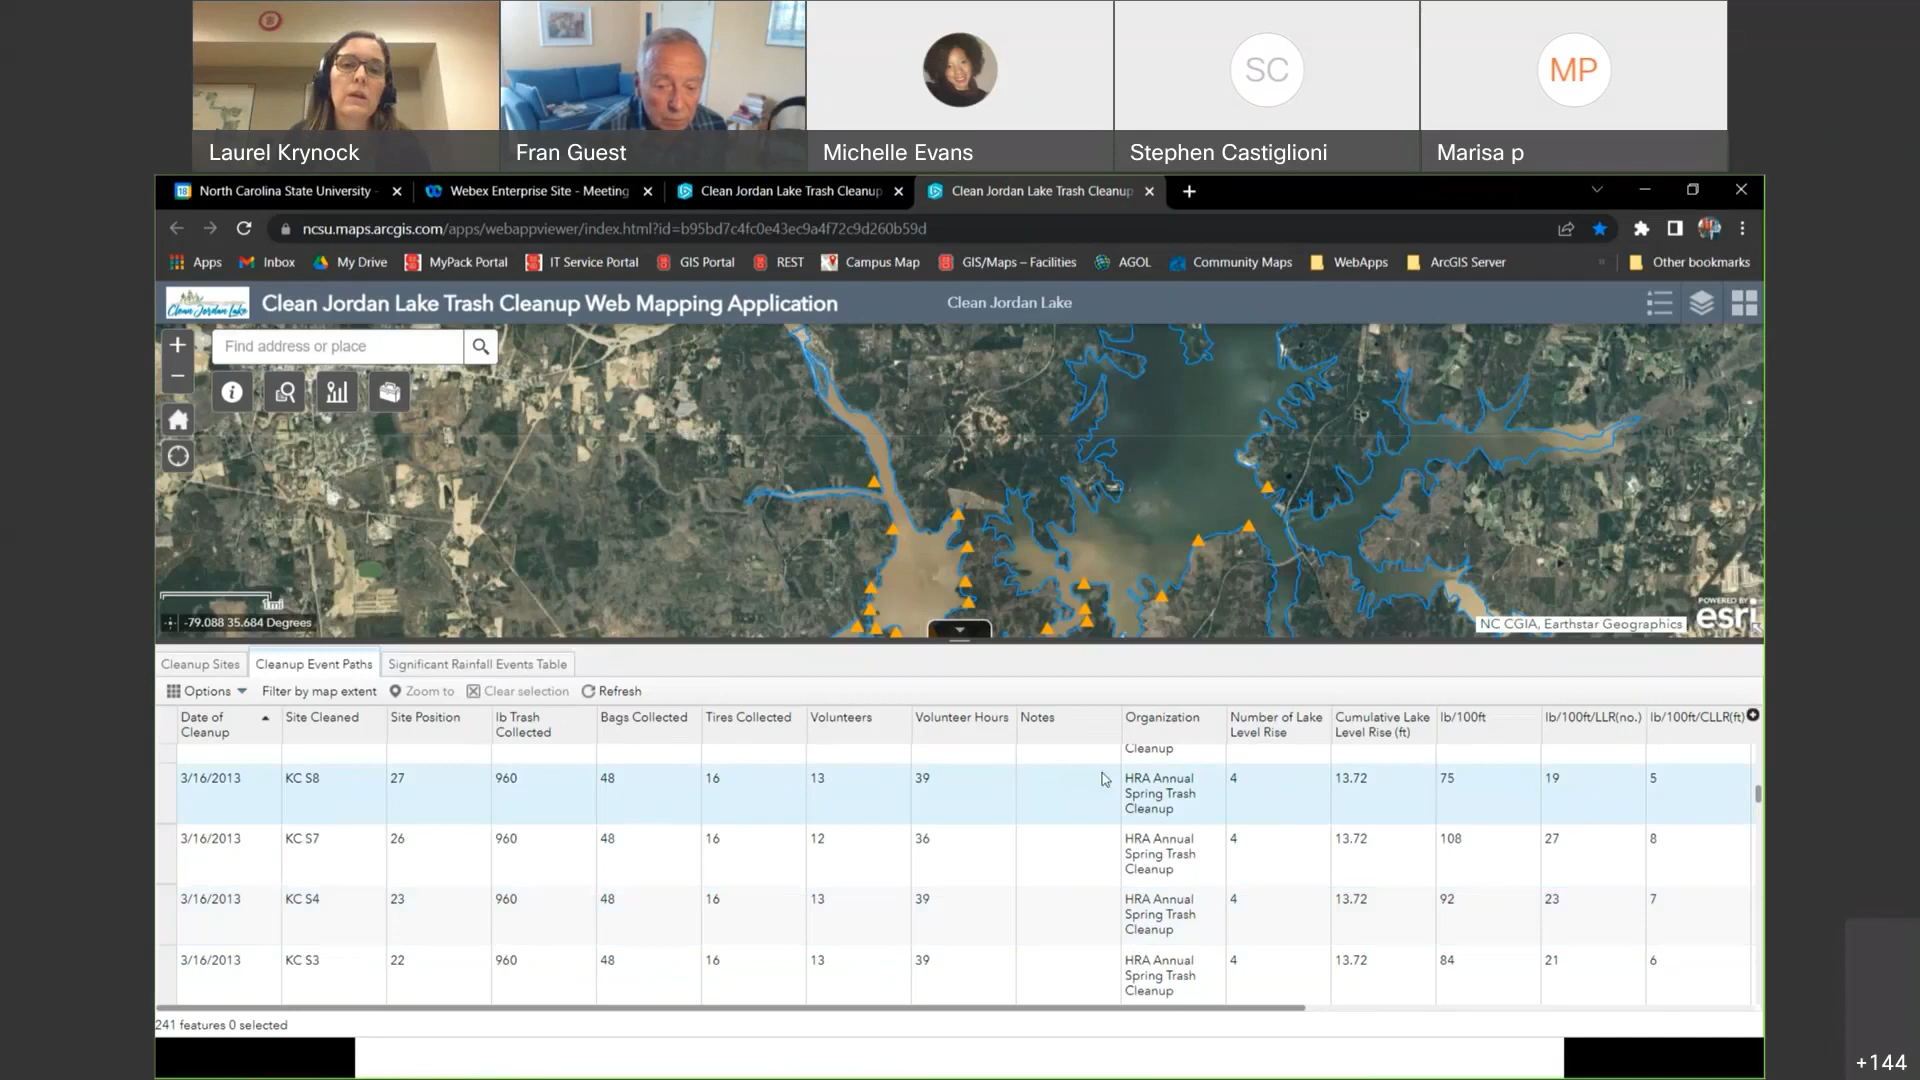 SC
MP
Laurel Krynock
Fran Guest
Michelle Evans
Stephen Castiglioni
Marisa p
North Carolina State University -
Webex Enterprise Site - Meeting
Clean Jordan Lake Trash Cleanup
Clean Jordan Lake Trash Cleanup
ncsu.maps.arcgis.com/apps/webappviewer/index.html?id=b95bd7c4fc0e43ec9a4f72c9d260b59d
Apps Inbox My Drive MyPack Portal IT Service Portal GIS Portal REST Campus Map GIS/Maps – Facilities AGOL Community Maps WebApps ArcGIS Server Other bookmarks
Clean Jordan Lake
Clean Jordan Lake Trash Cleanup Web Mapping Application
Clean Jordan Lake
Find address or place
1mi
-79.088 35.684 Degrees
POWERED BY
esri
NC CGIA, Earthstar Geographics
Cleanup Sites Cleanup Event Paths Significant Rainfall Events Table
Options Filter by map extent Zoom to Clear selection Refresh
Date of Cleanup Site Cleaned Site Position lb Trash Collected Bags Collected Tires Collected Volunteers Volunteer Hours Notes Organization Number of Lake Level Rise Cumulative Lake Level Rise (ft) lb/100ft lb/100ft/LLR(no.) lb/100ft/CLLR(ft)
Cleanup
3/16/2013 KC S8 27 960 48 16 13 39 HRA Annual Spring Trash Cleanup 4 13.72 75 19 5
3/16/2013 KC S7 26 960 48 16 12 36 HRA Annual Spring Trash Cleanup 4 13.72 108 27 8
3/16/2013 KC S4 23 960 48 16 13 39 HRA Annual Spring Trash Cleanup 4 13.72 92 23 7
3/16/2013 KC S3 22 960 48 16 13 39 HRA Annual Spring Trash Cleanup 4 13.72 84 21 6
241 features 0 selected
+144